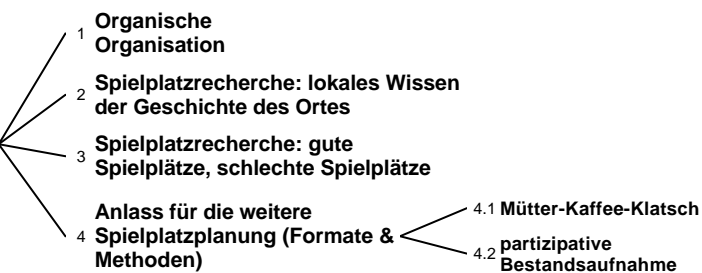 1 Organische
Organisation
2 Spielplatzrecherche: lokales Wissen
der Geschichte des Ortes
3 Spielplatzrecherche: gute
Spielplätze, schlechte Spielplätze
4 Anlass für die weitere
Spielplatzplanung (Formate &
Methoden)
4.1 Mütter-Kaffee-Klatsch
4.2 partizipative
Bestandsaufnahme